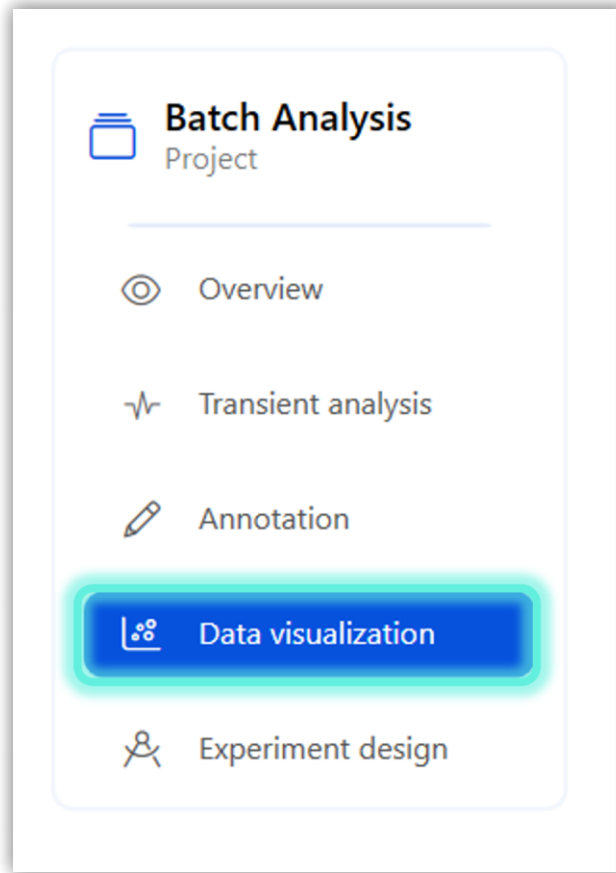 Batch Analysis
Project
Overview
Transient analysis
Annotation
Data visualization
Experiment design